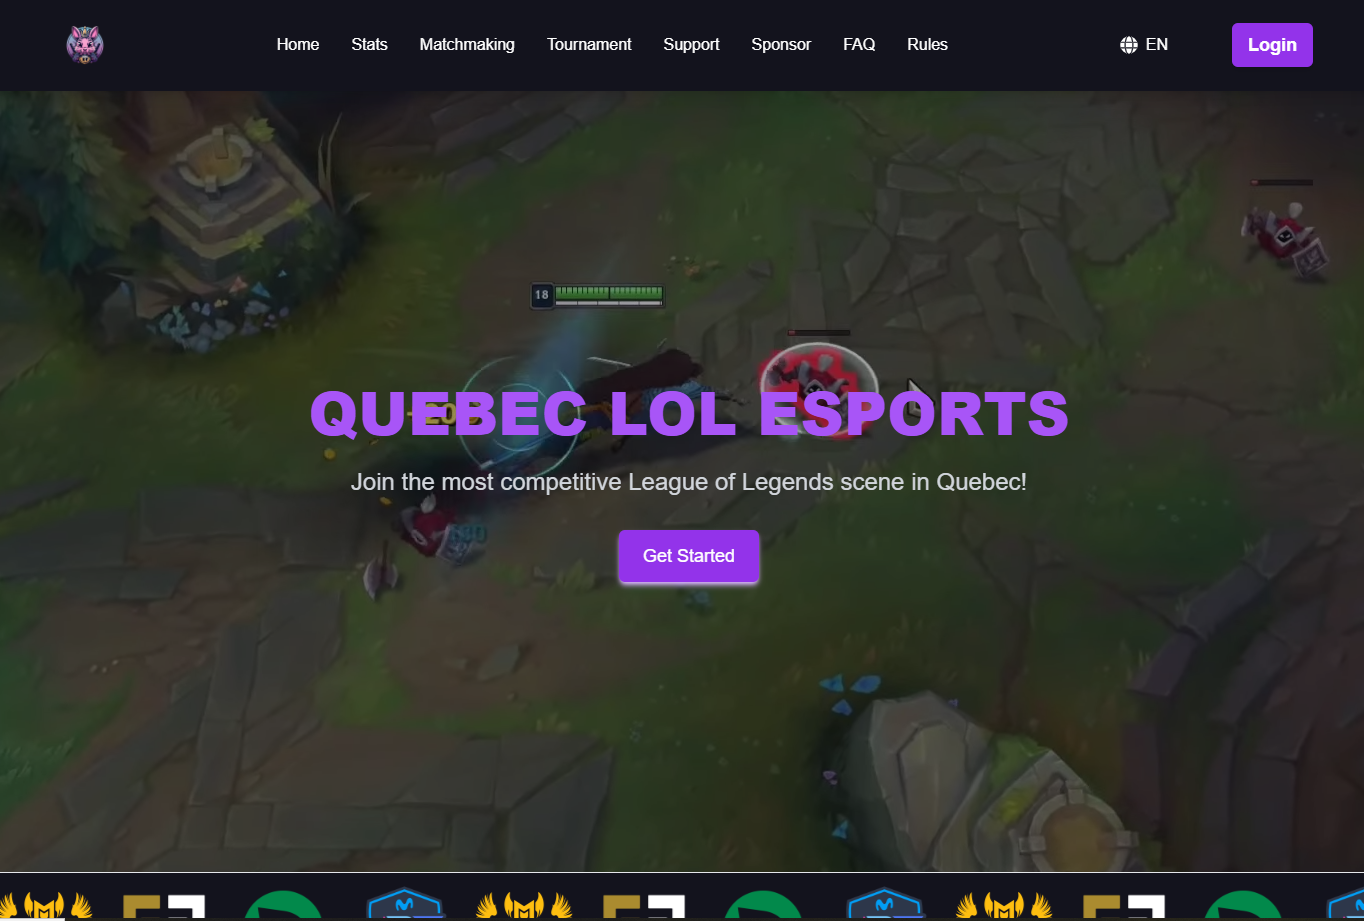 Home Stats Matchmaking Tournament Support Sponsor FAQ Rules EN Login
18
QUEBEC LOL ESPORTS
Join the most competitive League of Legends scene in Quebec!
Get Started